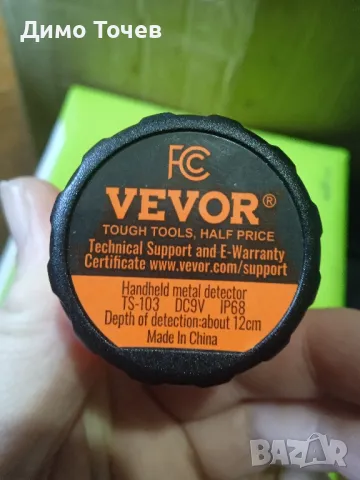 Димо Точев
FC
VEVOR®
TOUGH TOOLS, HALF PRICE
Technical Support and E-Warranty
Certificate www.vevor.com/support
Handheld metal detector
TS-103 DC9V IP68
Depth of detection:about 12cm
Made In China
BAZAR